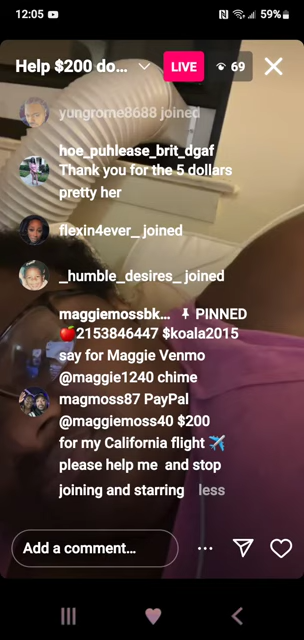 12:05
59%
Help $200 do...
LIVE
69
yungrome8688 joined
hoe_puhlease_brit_dgaf
Thank you for the 5 dollars
pretty her
flexin4ever_ joined
_humble_desires_ joined
maggiemossbk... 📌 PINNED
🍎2153846447 $koala2015
say for Maggie Venmo
@maggie1240 chime
magmoss87 PayPal
@maggiemoss40 $200
for my California flight ✈️
please help me and stop
joining and starring less
Add a comment...